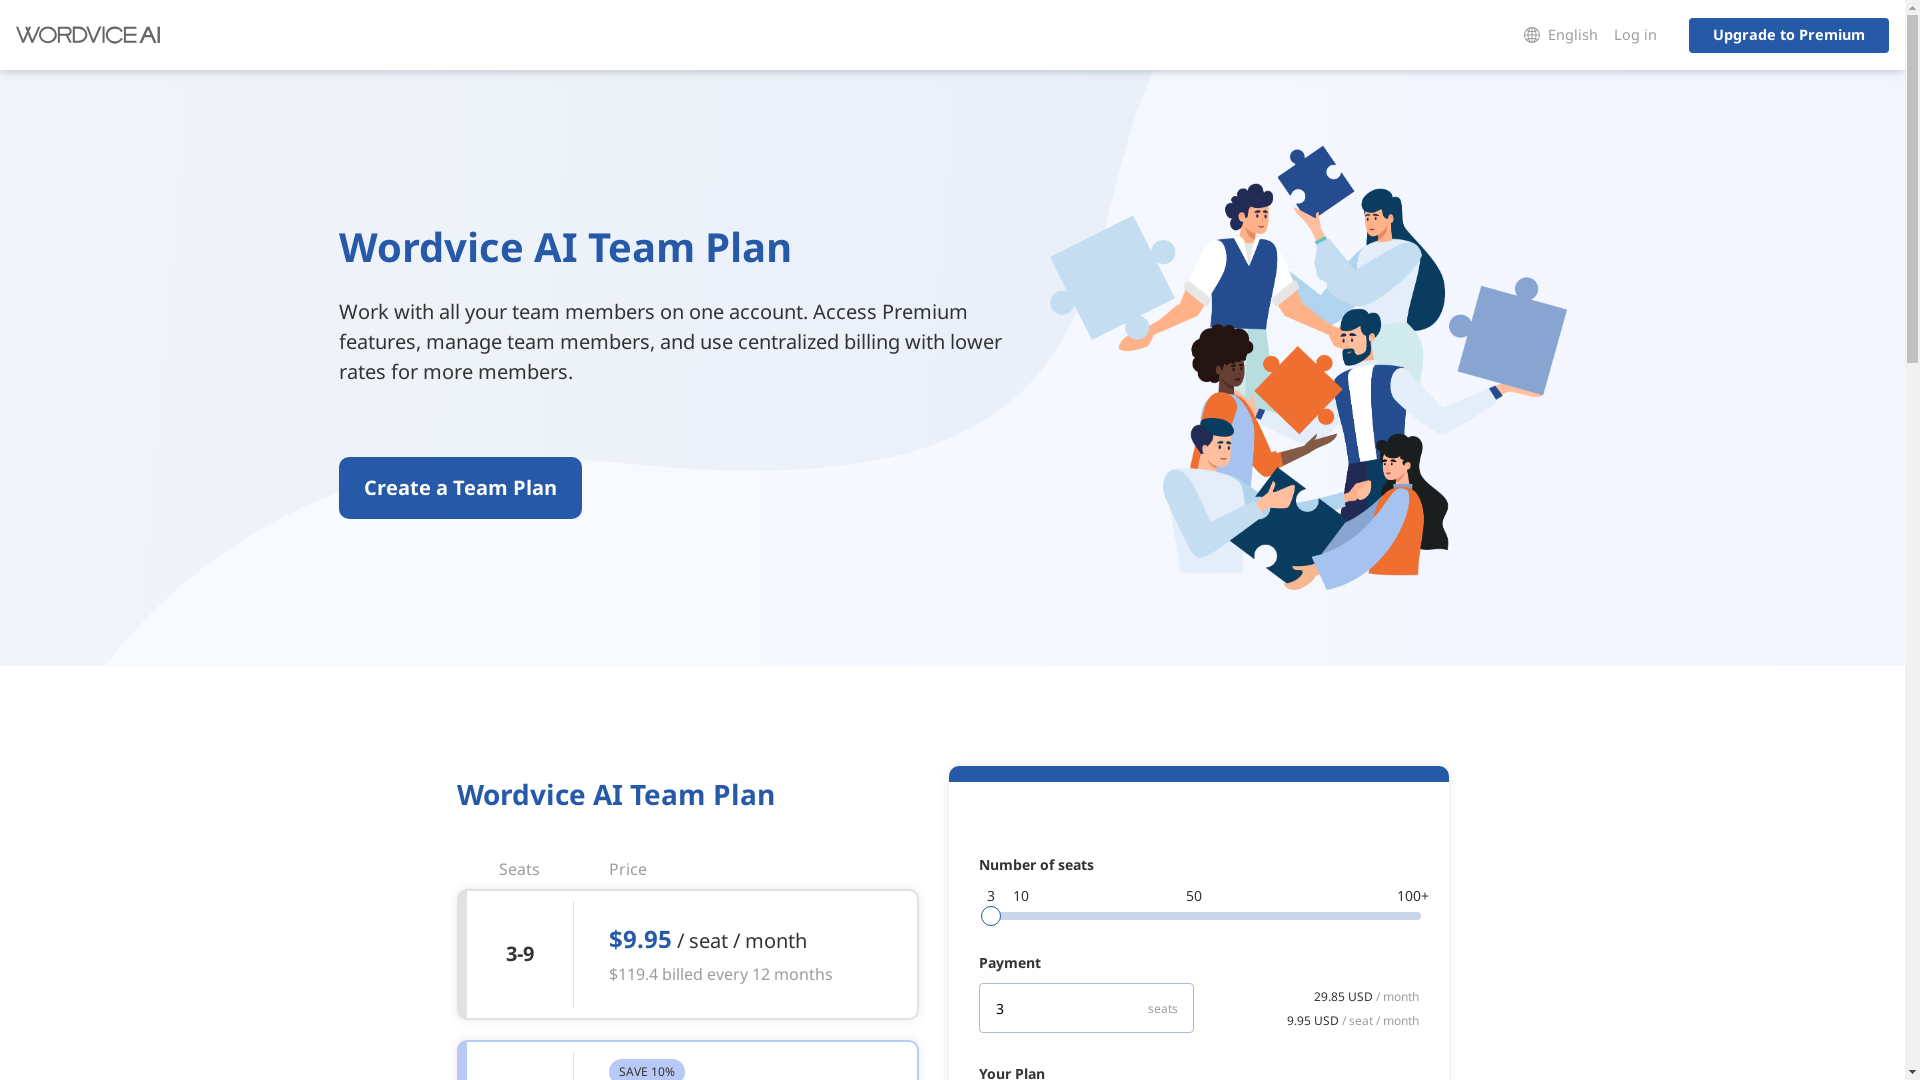 WORDVICE AI
English
Log in
Upgrade to Premium
Wordvice AI Team Plan
Work with all your team members on one account. Access Premium
features, manage team members, and use centralized billing with lower
rates for more members.
Create a Team Plan
Wordvice AI Team Plan
Seats
Price
3-9
$9.95 / seat / month
$119.4 billed every 12 months
SAVE 10%
Number of seats
3
10
50
100+
Payment
3
seats
29.85 USD / month
9.95 USD / seat / month
Your Plan